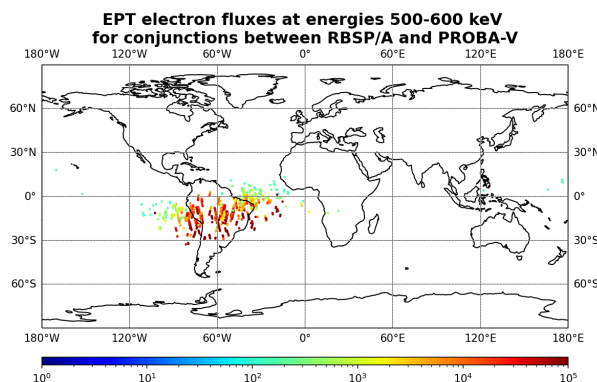 EPT electron fluxes at energies 500-600 keV
for conjunctions between RBSP/A and PROBA-V
180°W 120°W 60°W 0° 60°E 120°E 180°E
60°N 60°N
30°N 30°N
0° 0°
30°S 30°S
60°S 60°S
180°W 120°W 60°W 0° 60°E 120°E 180°E
10⁰ 10¹ 10² 10³ 10⁴ 10⁵